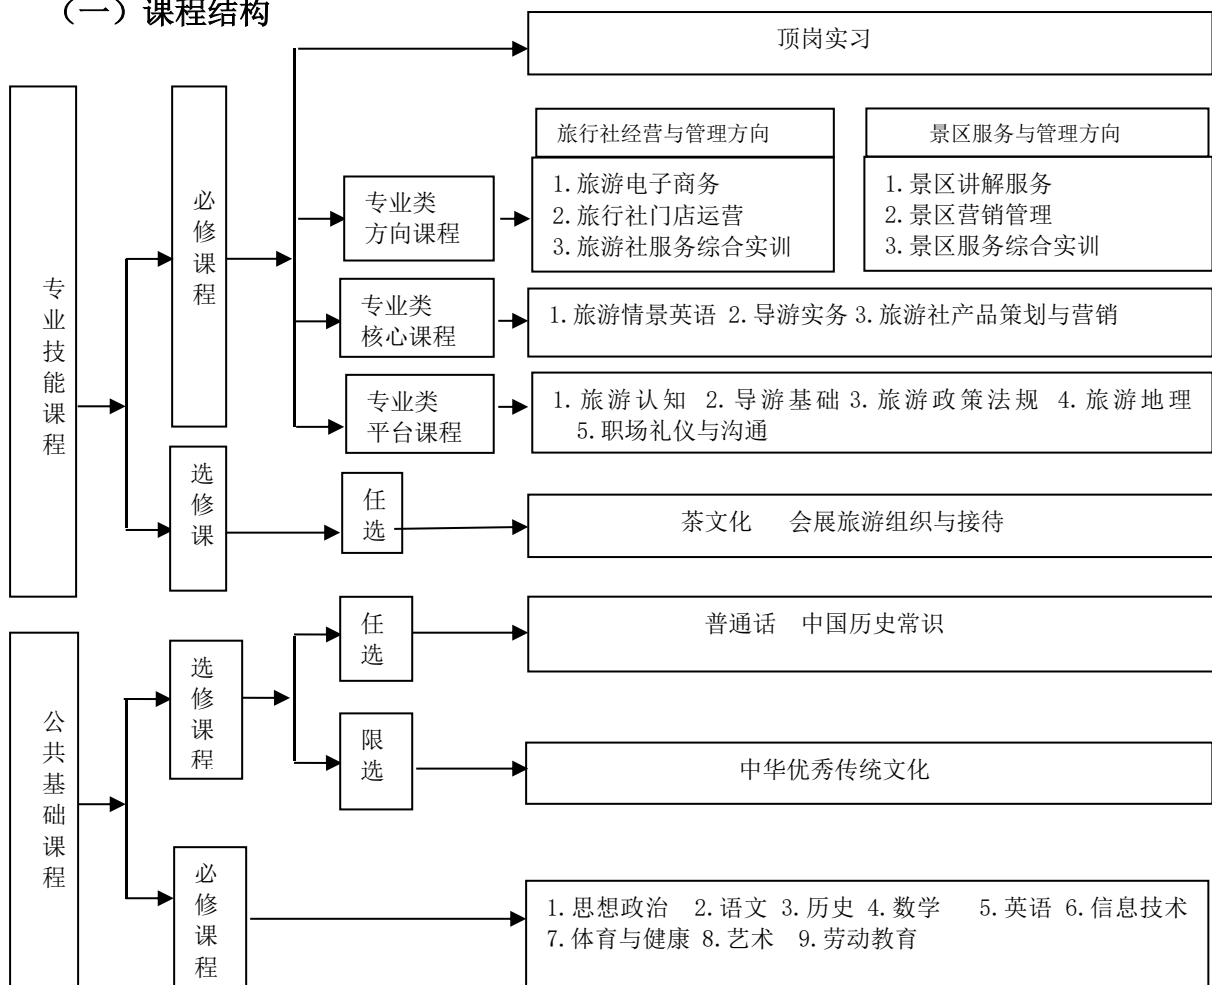 （一）课程结构
顶岗实习
专业技能课程
必修课程
专业类
方向课程
旅行社经营与管理方向
1.旅游电子商务
2.旅行社门店运营
3.旅游社服务综合实训
景区服务与管理方向
1.景区讲解服务
2.景区营销管理
3.景区服务综合实训
专业类
核心课程
1.旅游情景英语 2.导游实务 3.旅游社产品策划与营销
专业类
平台课程
1.旅游认知 2.导游基础 3.旅游政策法规 4.旅游地理
5.职场礼仪与沟通
选修课
任选
茶文化 会展旅游组织与接待
公共基础课程
选修课程
任选
普通话 中国历史常识
限选
中华优秀传统文化
必修课程
1.思想政治 2.语文 3.历史 4.数学 5.英语 6.信息技术
7.体育与健康 8.艺术 9.劳动教育